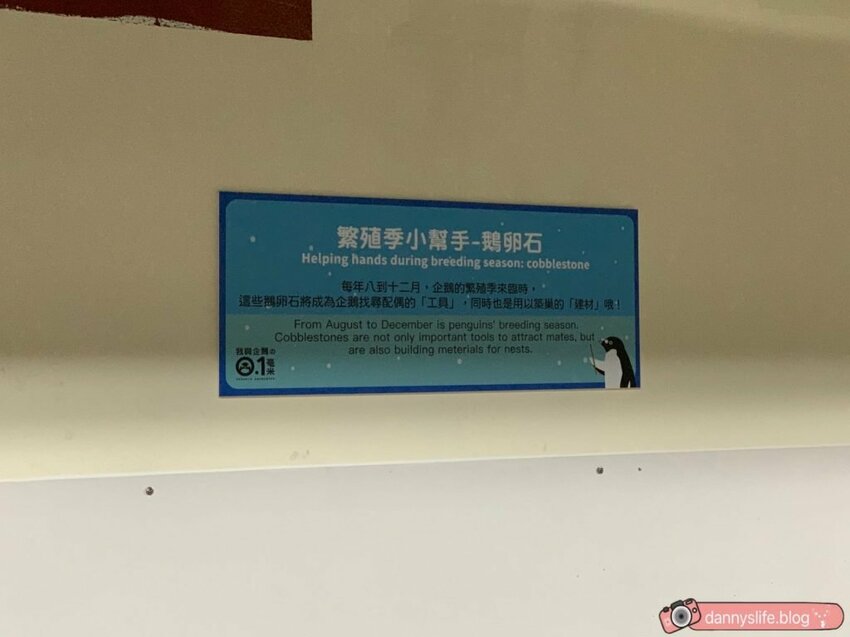 繁殖季小幫手-鵝卵石
Helping hands during breeding season: cobblestone
每年八到十二月，企鵝的繁殖季來臨時，
這些鵝卵石將成為企鵝找尋配偶的「工具」，同時也是用以築巢的「建材」哦！
From August to December is penguins' breeding season.
Cobblestones are not only important tools to attract mates, but
are also building meterials for nests.
我與企鵝の
0.1毫米
dannyslife.blog